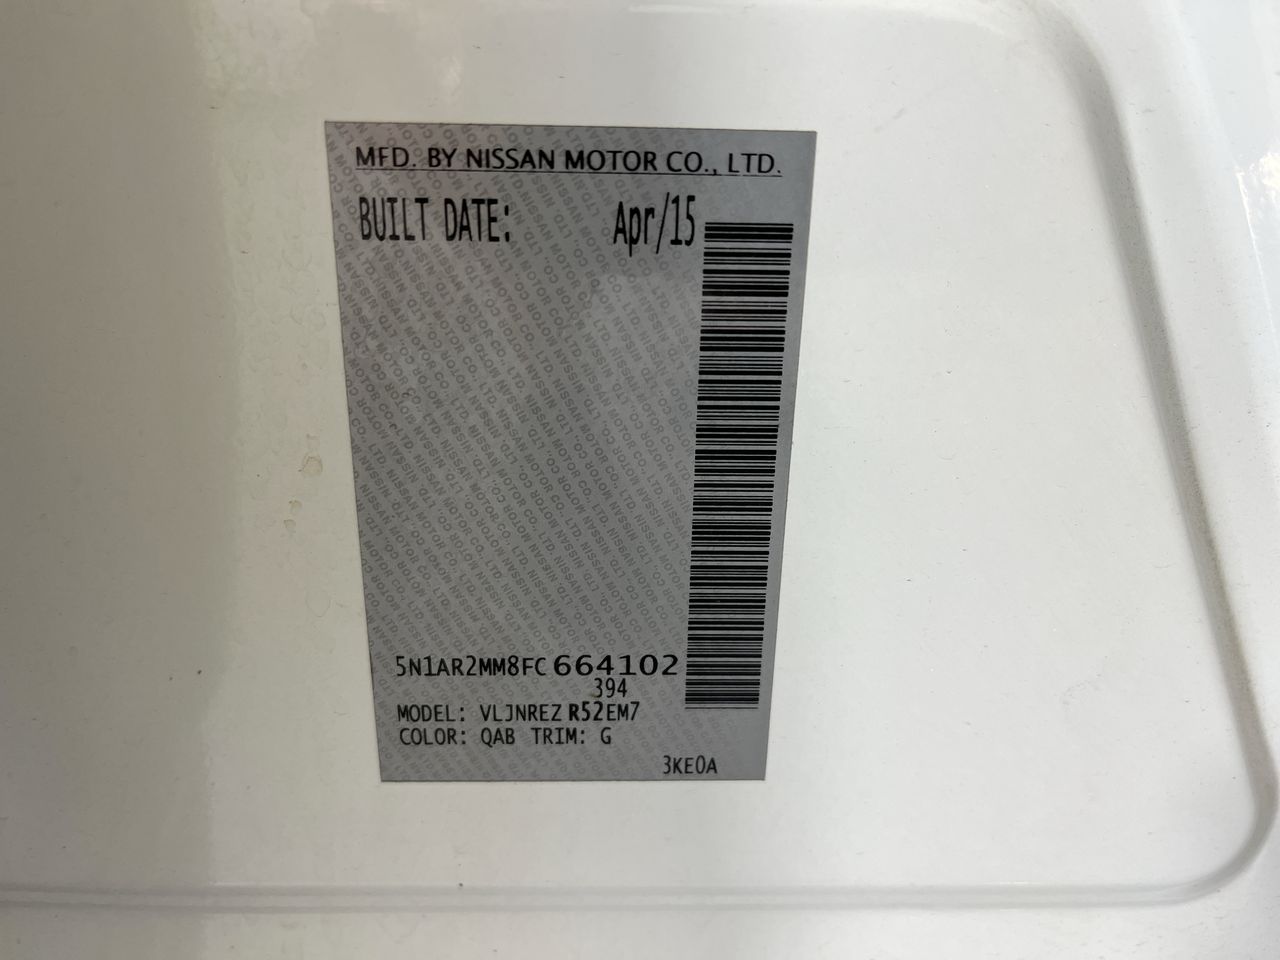 MFD. BY NISSAN MOTOR CO., LTD.
BUILT DATE: Apr/15
5N1AR2MM8FC664102
394
MODEL: VLJNREZ R52EM7
COLOR: QAB TRIM: G
3KE0A